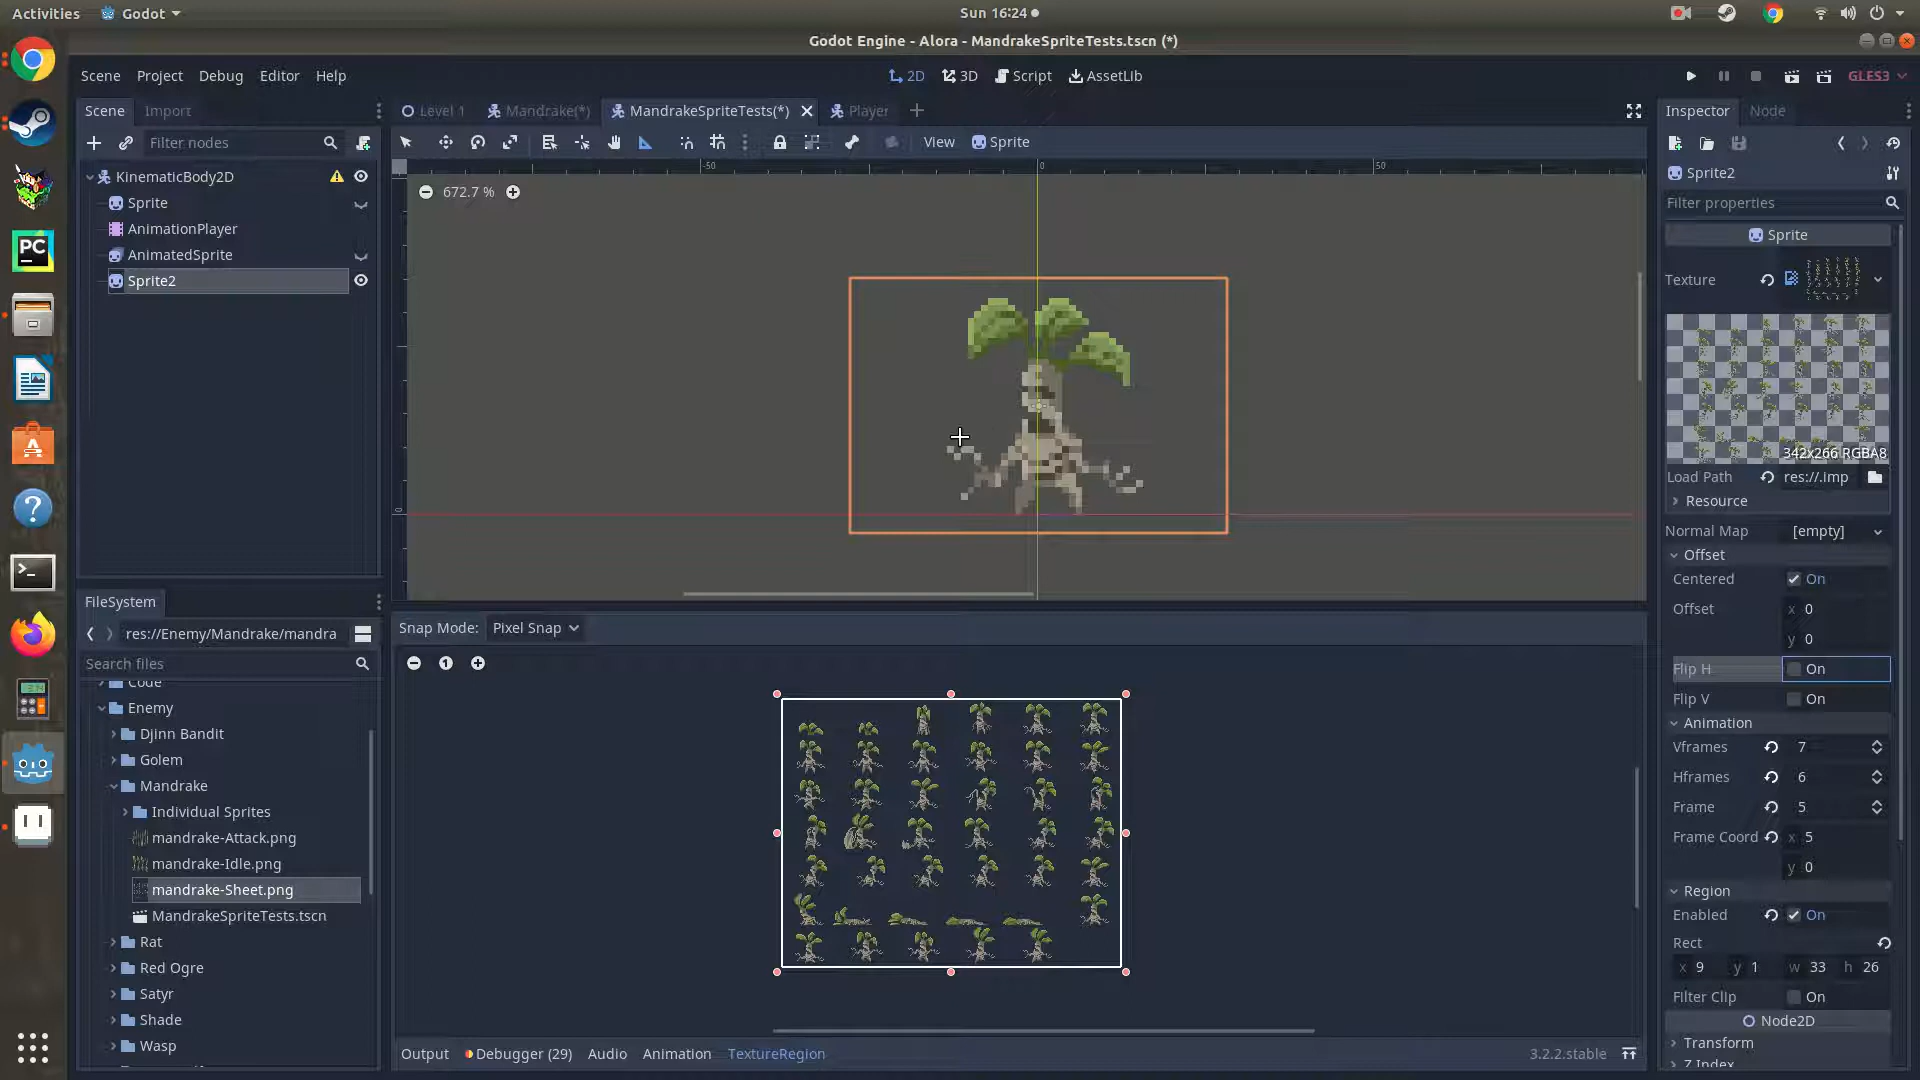 Activities
Godot
Sun 16:24
Godot Engine - Alora - MandrakeSpriteTests.tscn (*)
Scene
Project
Debug
Editor
Help
2D
3D
Script
AssetLib
GLES3
Scene
Import
Level 1
Mandrake(*)
MandrakeSpriteTests(*)
Player
Inspector
Node
Filter nodes
View
Sprite
KinematicBody2D
Sprite
AnimationPlayer
AnimatedSprite
Sprite2
-50
0
50
0
672.7 %
Sprite2
Filter properties
Sprite
Texture
342x266 RGBA8
Load Path
res://.imp
Resource
Normal Map
[empty]
Offset
Centered
On
Offset
x 0
y 0
Flip H
On
Flip V
On
Animation
Vframes
7
Hframes
6
Frame
5
Frame Coord
x 5
y 0
Region
Enabled
On
Rect
x 9 y 1 w 33 h 26
Filter Clip
On
Node2D
Transform
Z Index
FileSystem
res://Enemy/Mandrake/mandra
Search files
Code
Enemy
Djinn Bandit
Golem
Mandrake
Individual Sprites
mandrake-Attack.png
mandrake-Idle.png
mandrake-Sheet.png
MandrakeSpriteTests.tscn
Rat
Red Ogre
Satyr
Shade
Wasp
Snap Mode:
Pixel Snap
1
Output
Debugger (29)
Audio
Animation
TextureRegion
3.2.2.stable
PC